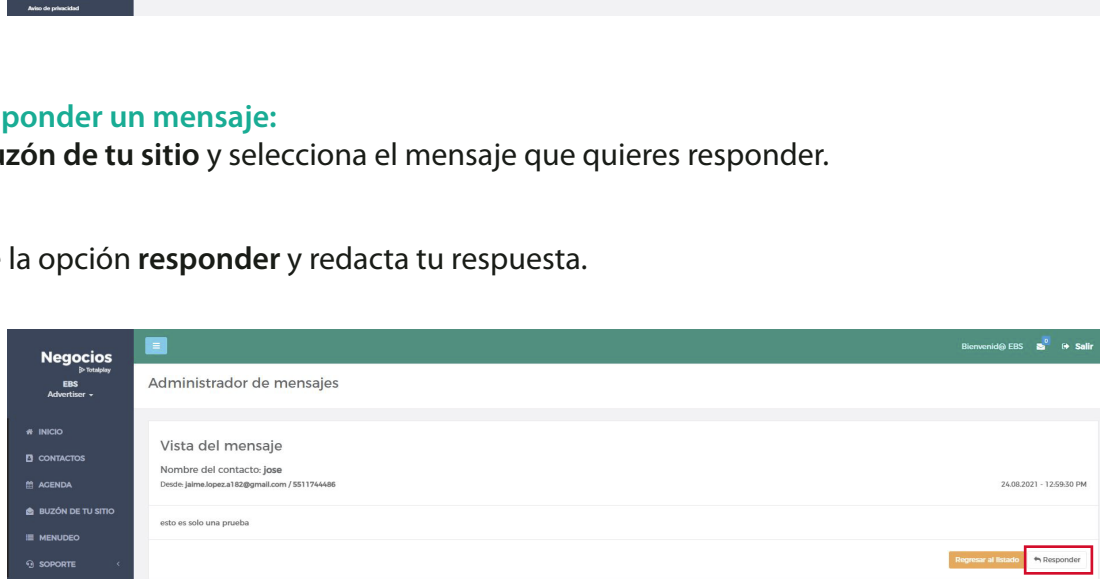 Aviso de privacidad
ponder un mensaje:
uzón de tu sitio y selecciona el mensaje que quieres responder.
la opción responder y redacta tu respuesta.
Negocios
Totalplay
EBS
Advertiser
Bienvenid@ EBS 0 Salir
Administrador de mensajes
INICIO
CONTACTOS
AGENDA
BUZÓN DE TU SITIO
MENUDEO
SOPORTE
Vista del mensaje
Nombre del contacto: jose
Desde: jaime.lopez.a182@gmail.com / 5511744486
24.08.2021 - 12:59:30 PM
esto es solo una prueba
Regresar al listado
Responder